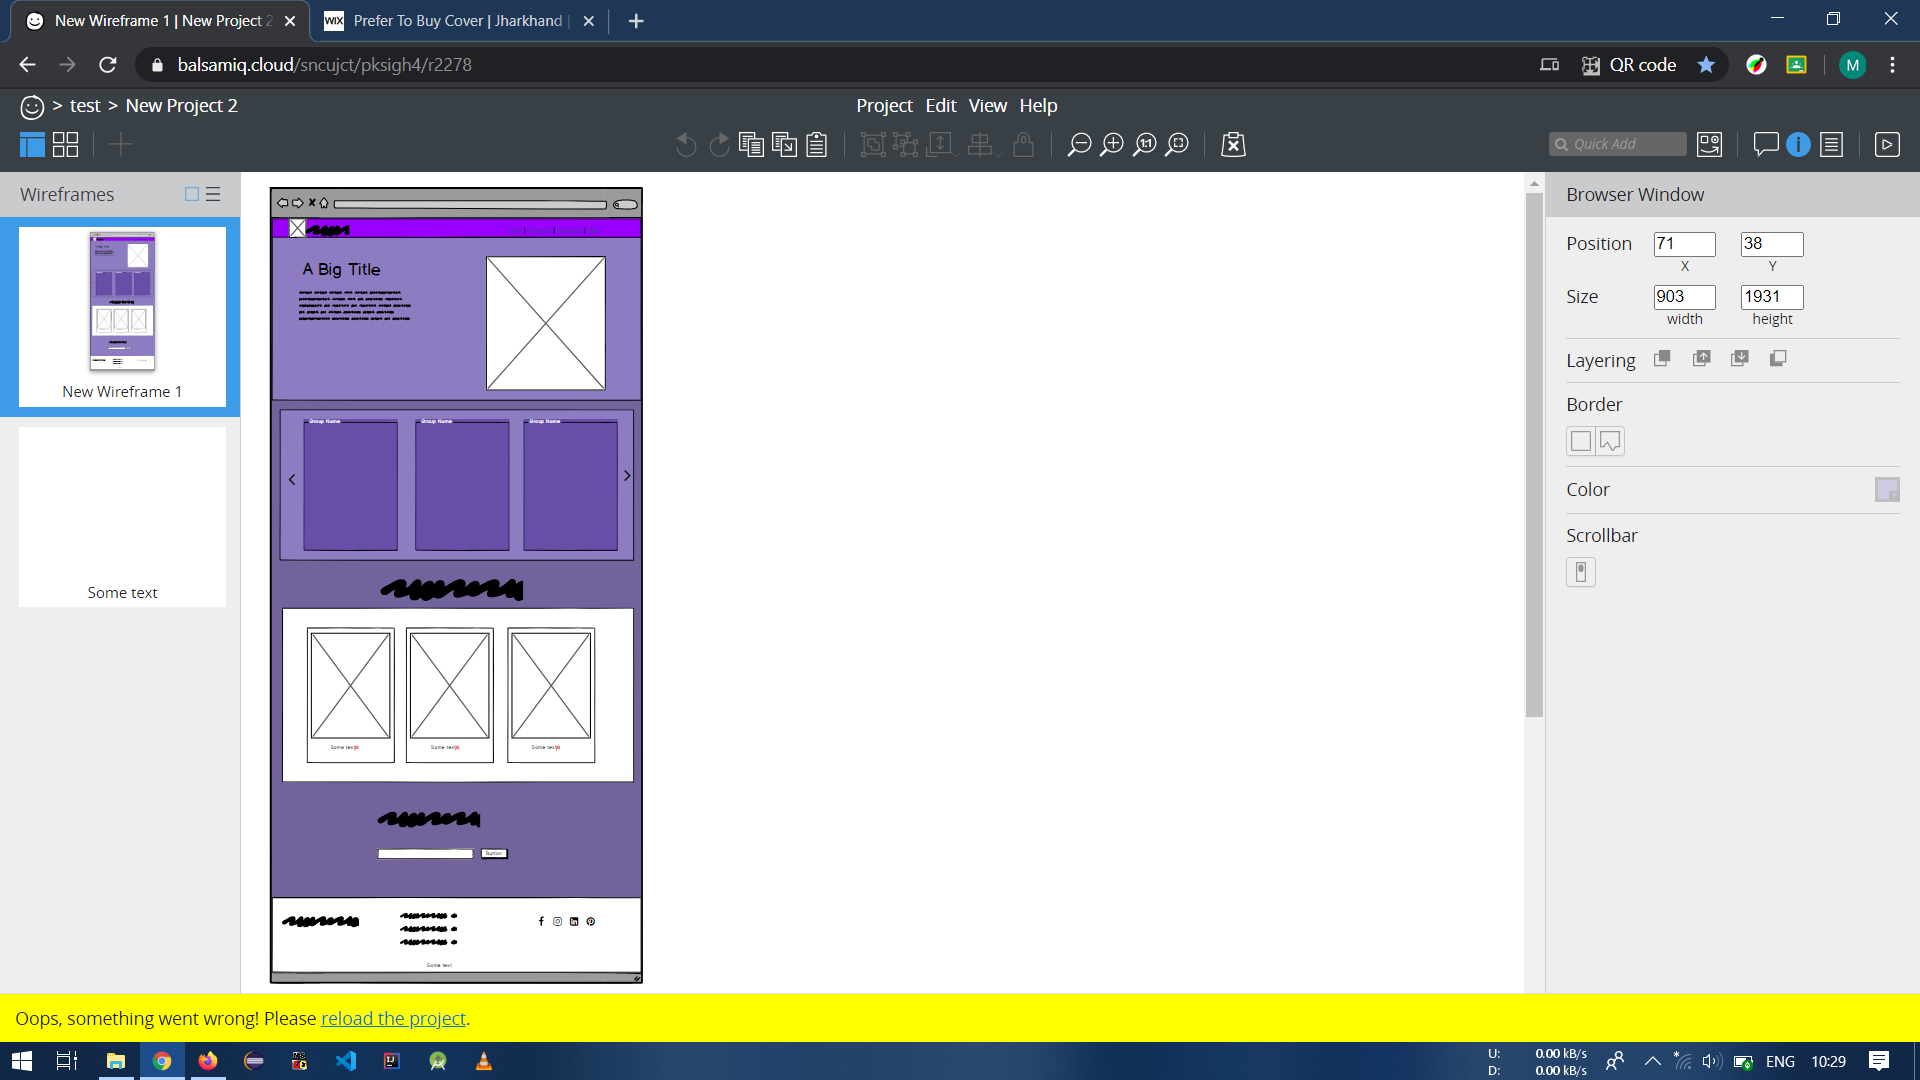 New Wireframe 1 | New Project 2
WIX Prefer To Buy Cover | Jharkhand |
balsamiq.cloud/sncujct/pksigh4/r2278
QR code
M
> test > New Project 2
Project Edit View Help
1:1
Quick Add
Wireframes
New Wireframe 1
Some text
A Big Title
Group Name Group Name Group Name
Some text Some text Some text
Button
Some text
Browser Window
Position 71 38
X Y
Size 903 1931
width height
Layering
Border
Color
Scrollbar
Oops, something went wrong! Please reload the project.
U: 0.00 kB/s
D: 0.00 kB/s
ENG 10:29